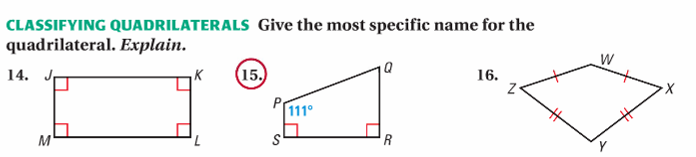 CLASSIFYING QUADRILATERALS Give the most specific name for the
quadrilateral. Explain.
14. J K M L
15. Q P 111° S R
16. W Z X Y